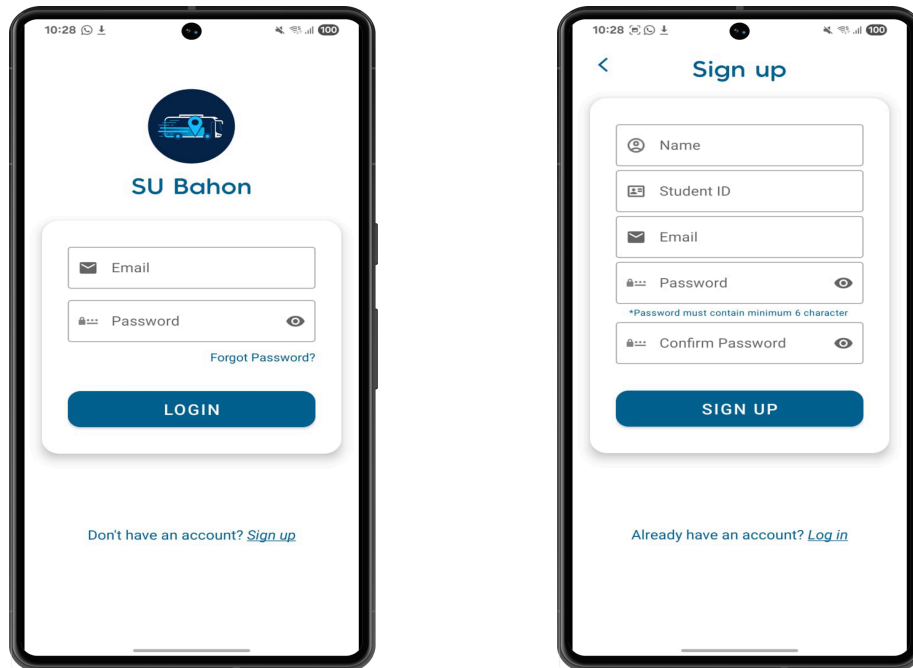 10:28
100
SU Bahon
Email
Password
Forgot Password?
LOGIN
Don't have an account? Sign up
10:28
100
Sign up
Name
Student ID
Email
Password
*Password must contain minimum 6 character
Confirm Password
SIGN UP
Already have an account? Log in